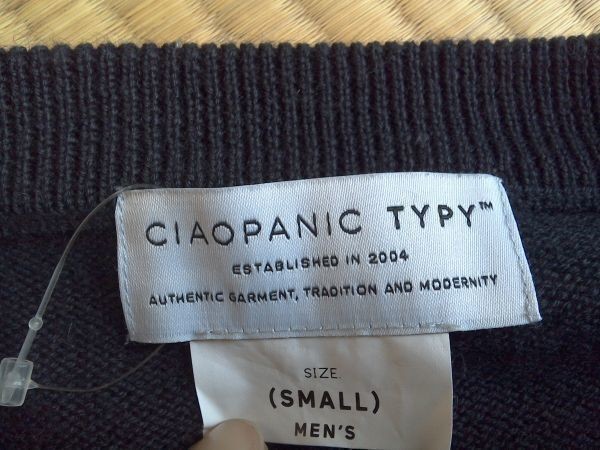 CIAOPANIC TYPY™
ESTABLISHED IN 2004
AUTHENTIC GARMENT, TRADITION AND MODERNITY
SIZE
(SMALL)
MEN'S